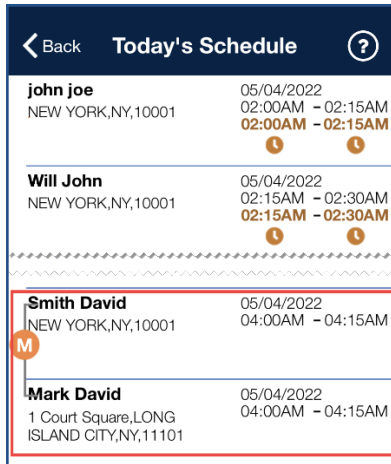 Back Today's Schedule ?
john joe 05/04/2022
NEW YORK,NY,10001 02:00AM - 02:15AM
02:00AM - 02:15AM
Will John 05/04/2022
NEW YORK,NY,10001 02:15AM - 02:30AM
02:15AM - 02:30AM
Smith David 05/04/2022
NEW YORK,NY,10001 04:00AM - 04:15AM
M
Mark David 05/04/2022
1 Court Square,LONG 04:00AM - 04:15AM
ISLAND CITY,NY,11101